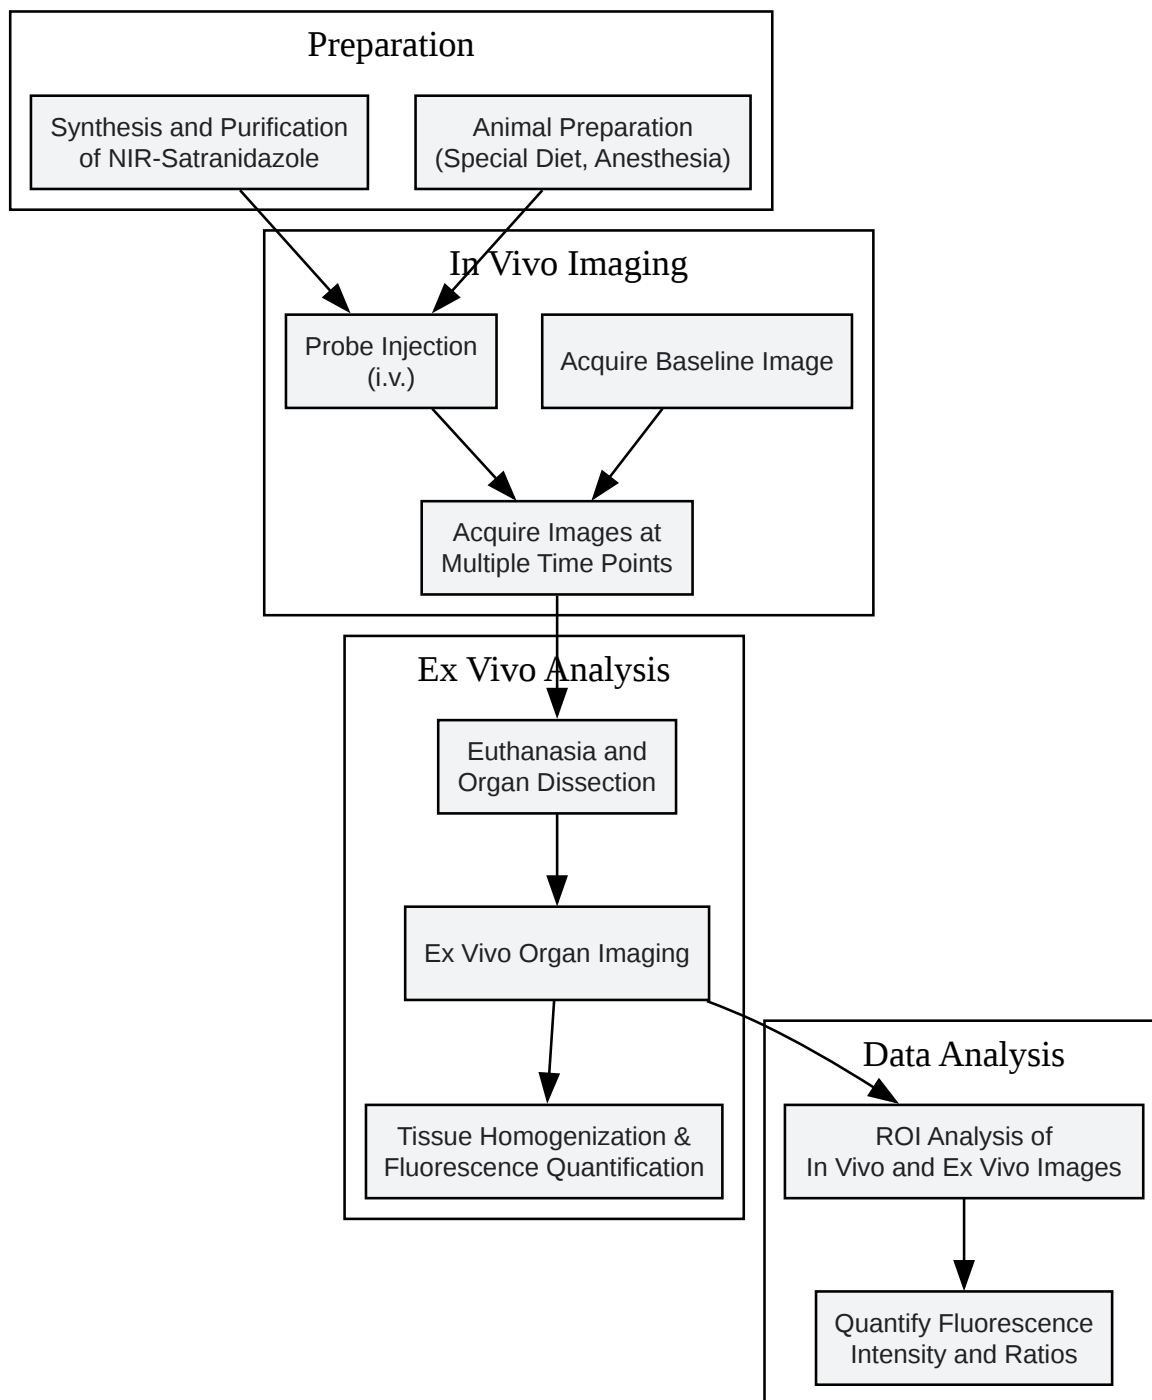 Preparation
Synthesis and Purification
of NIR-Satranidazole
Animal Preparation
(Special Diet, Anesthesia)
In Vivo Imaging
Probe Injection
(i.v.)
Acquire Baseline Image
Acquire Images at
Multiple Time Points
Ex Vivo Analysis
Euthanasia and
Organ Dissection
Ex Vivo Organ Imaging
Tissue Homogenization &
Fluorescence Quantification
Data Analysis
ROI Analysis of
In Vivo and Ex Vivo Images
Quantify Fluorescence
Intensity and Ratios